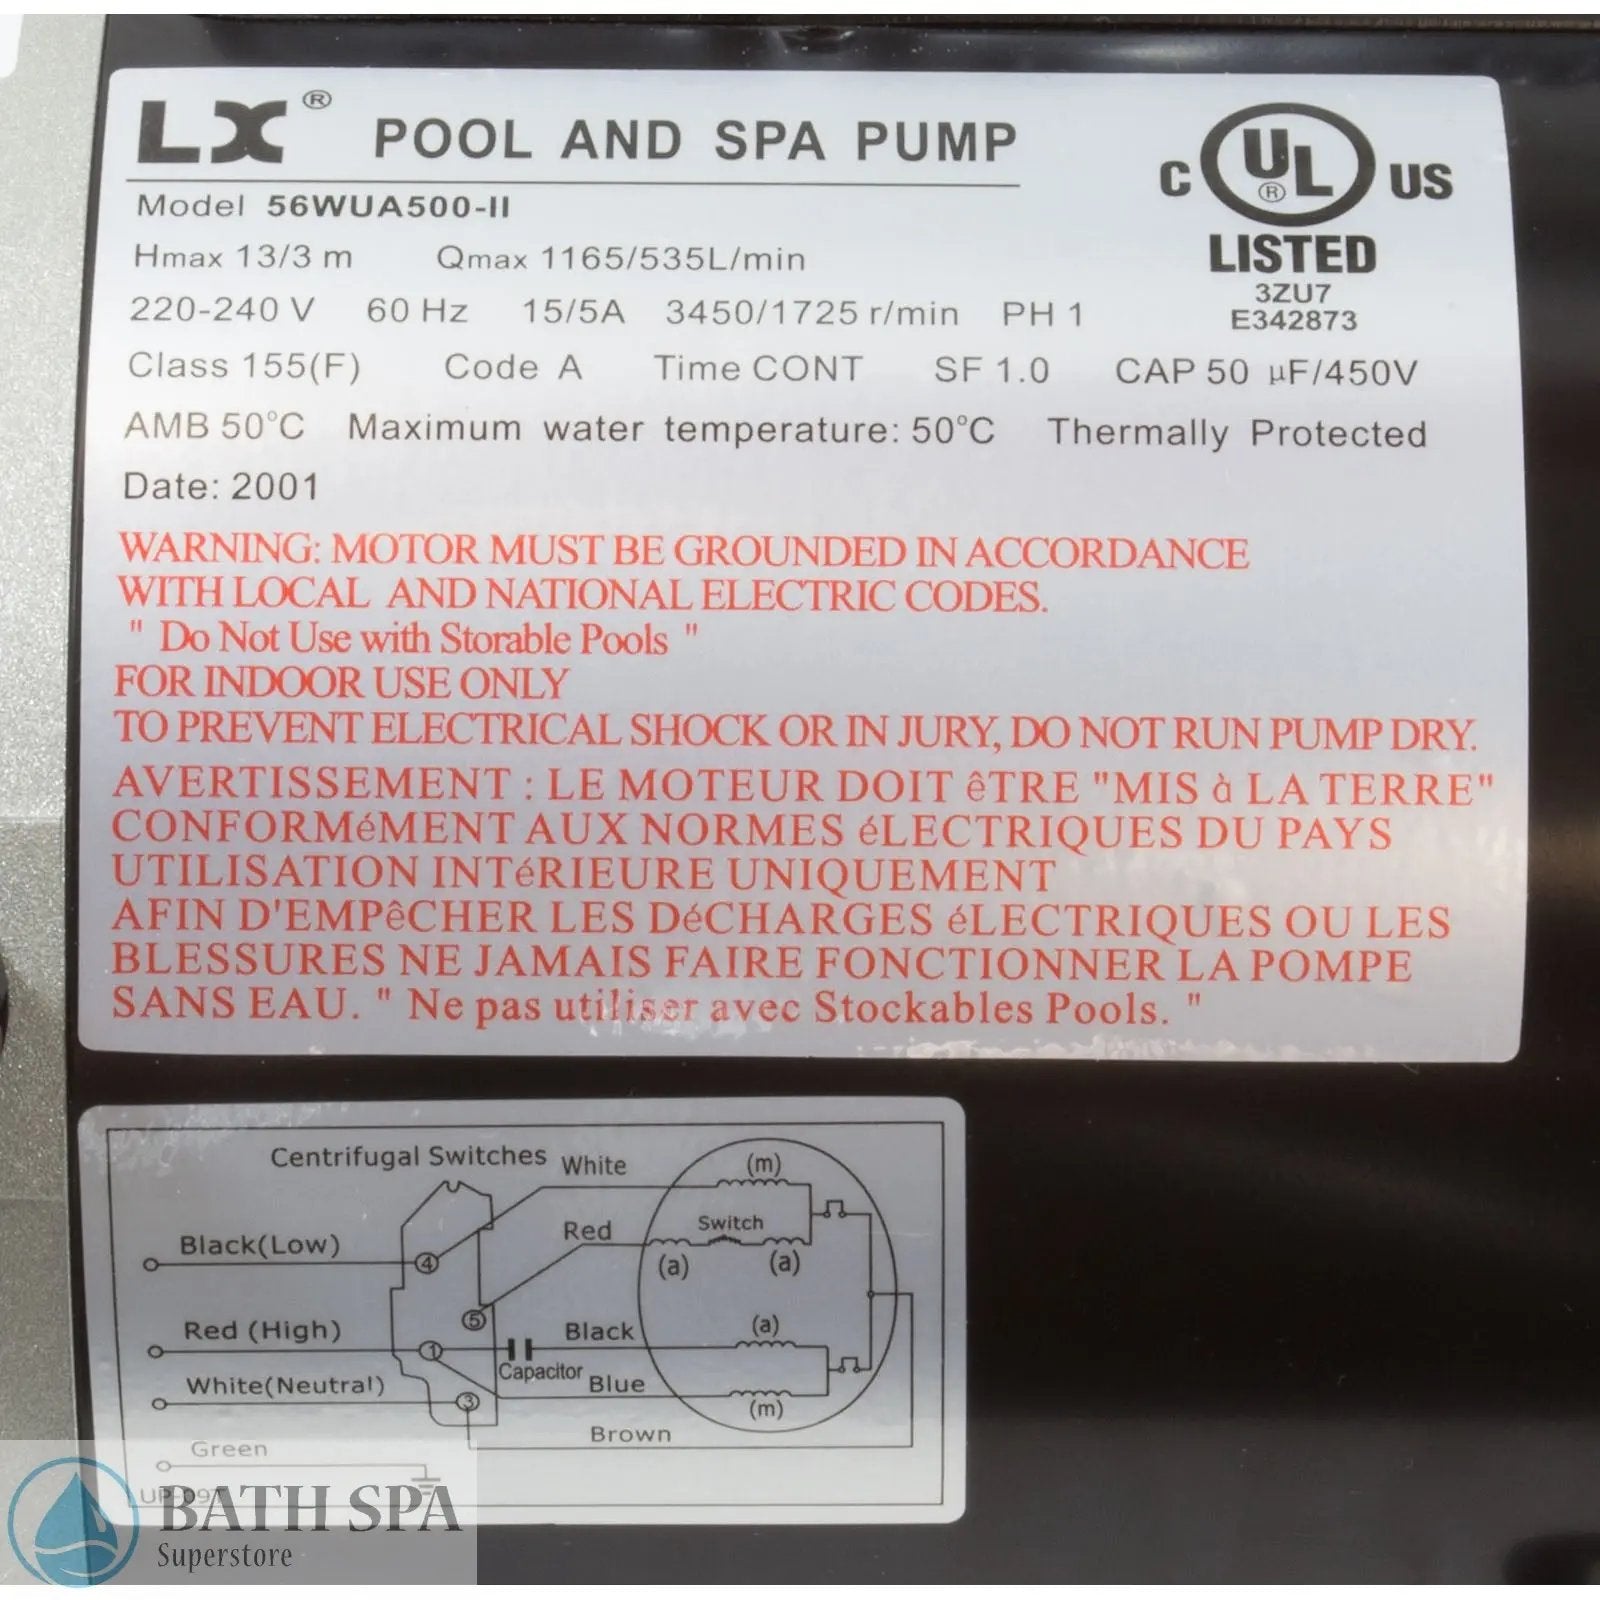 LX® POOL AND SPA PUMP
Model 56WUA500-II
Hmax 13/3 m Qmax 1165/535L/min
220-240 V 60 Hz 15/5A 3450/1725 r/min PH 1
Class 155(F) Code A Time CONT SF 1.0 CAP 50 µF/450V
AMB 50°C Maximum water temperature: 50°C Thermally Protected
Date: 2001
C UL® US
LISTED
3ZU7
E342873
WARNING: MOTOR MUST BE GROUNDED IN ACCORDANCE
WITH LOCAL AND NATIONAL ELECTRIC CODES.
" Do Not Use with Storable Pools "
FOR INDOOR USE ONLY
TO PREVENT ELECTRICAL SHOCK OR IN JURY, DO NOT RUN PUMP DRY.
AVERTISSEMENT : LE MOTEUR DOIT êTRE "MIS à LA TERRE"
CONFORMéMENT AUX NORMES éLECTRIQUES DU PAYS
UTILISATION INTéRIEURE UNIQUEMENT
AFIN D'EMPêCHER LES DéCHARGES éLECTRIQUES OU LES
BLESSURES NE JAMAIS FAIRE FONCTIONNER LA POMPE
SANS EAU. " Ne pas utiliser avec Stockables Pools. "
Centrifugal Switches White (m)
Red Switch
Black(Low) 4 (a) (a)
5
Red (High) 1 Black (a)
Capacitor
White(Neutral) 3 Blue (m)
Brown
Green
BATH SPA
Superstore